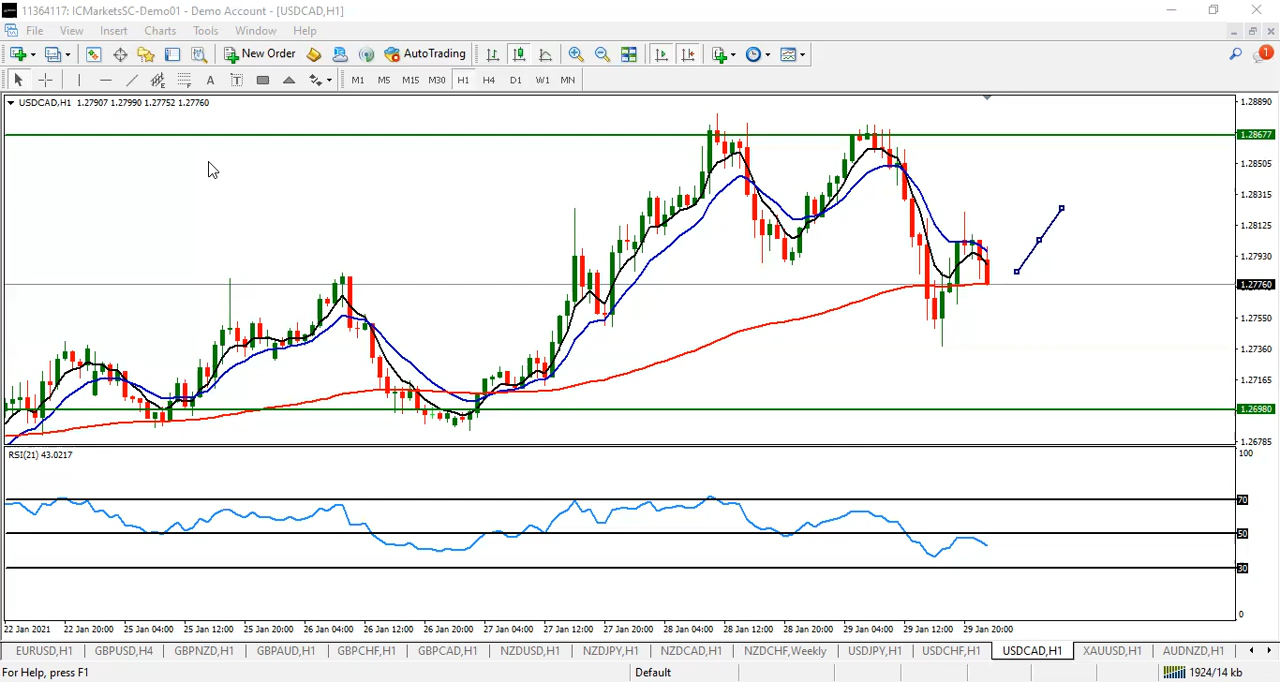 11364117: ICMarketsSC-Demo01 - Demo Account - [USDCAD,H1]
File View Insert Charts Tools Window Help
New Order AutoTrading 1
A T M1 M5 M15 M30 H1 H4 D1 W1 MN
USDCAD,H1 1.27907 1.27990 1.27752 1.27760
1.28890
1.28677
1.28505
1.28315
1.28125
1.27930
1.27760
1.27550
1.27360
1.27165
1.26980
1.26785
RSI(21) 43.0217
100
70
50
30
0
22 Jan 2021 22 Jan 20:00 25 Jan 04:00 25 Jan 12:00 25 Jan 20:00 26 Jan 04:00 26 Jan 12:00 26 Jan 20:00 27 Jan 04:00 27 Jan 12:00 27 Jan 20:00 28 Jan 04:00 28 Jan 12:00 28 Jan 20:00 29 Jan 04:00 29 Jan 12:00 29 Jan 20:00
EURUSD,H1 GBPUSD,H4 GBPNZD,H1 GBPAUD,H1 GBPCHF,H1 GBPCAD,H1 NZDUSD,H1 NZDJPY,H1 NZDCAD,H1 NZDCHF,Weekly USDJPY,H1 USDCHF,H1 USDCAD,H1 XAUUSD,H1 AUDNZD,H1
For Help, press F1 Default 1924/14 kb